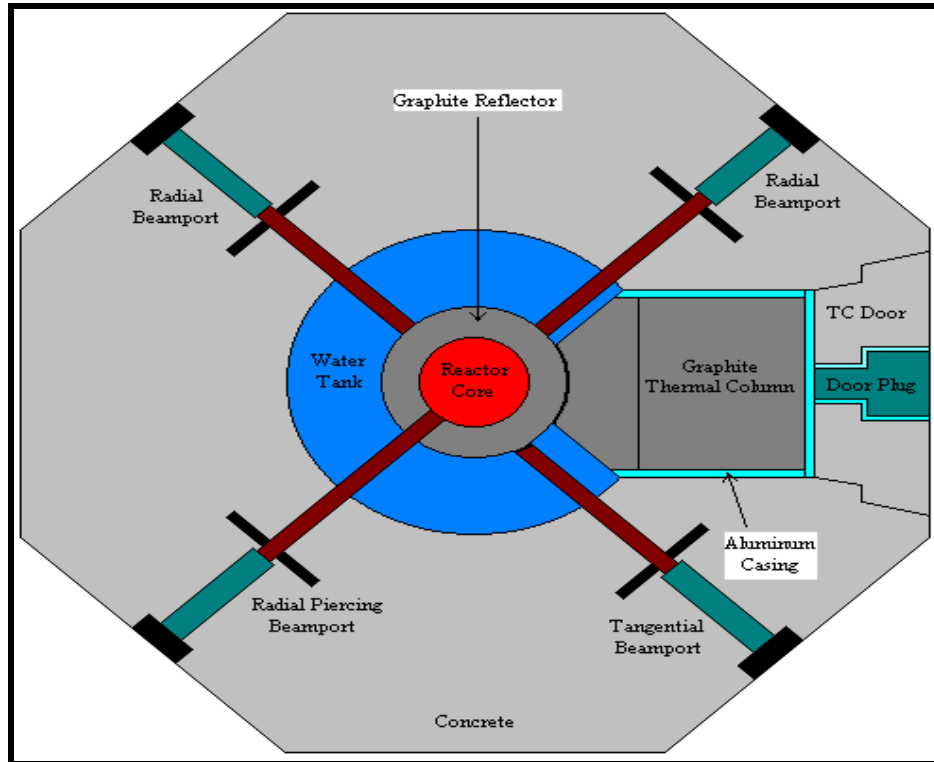 Graphite Reflector
Radial
Beamport
Radial
Beamport
TC Door
Water
Tank
Reactor
Core
Graphite
Thermal Column
Door Plug
Aluminum
Casing
Radial Piercing
Beamport
Tangential
Beamport
Concrete